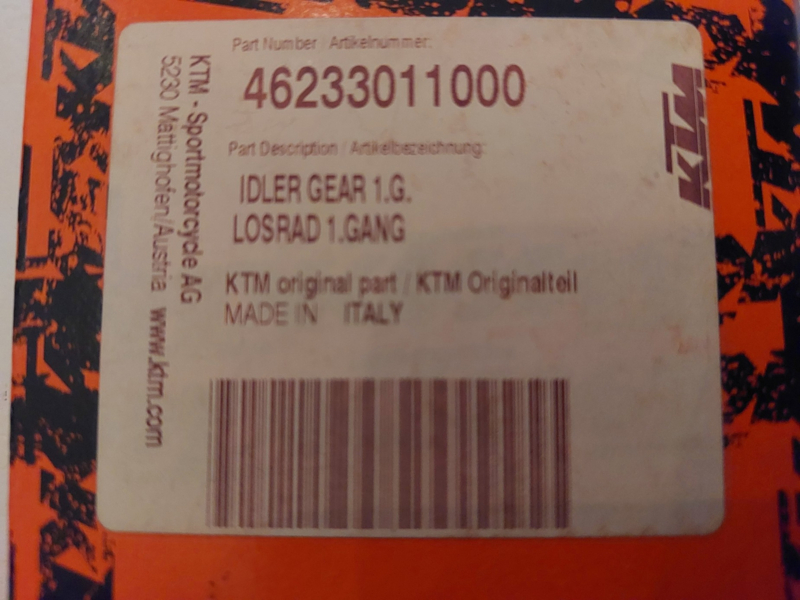 Part Number / Artikelnummer:
46233011000
Part Description / Artikelbezeichnung:
IDLER GEAR 1.G.
LOSRAD 1.GANG
KTM original part / KTM Originalteil
MADE IN ITALY
KTM - Sportmotorcycle AG
5230 Mattighofen/Austria www.ktm.com
KTM